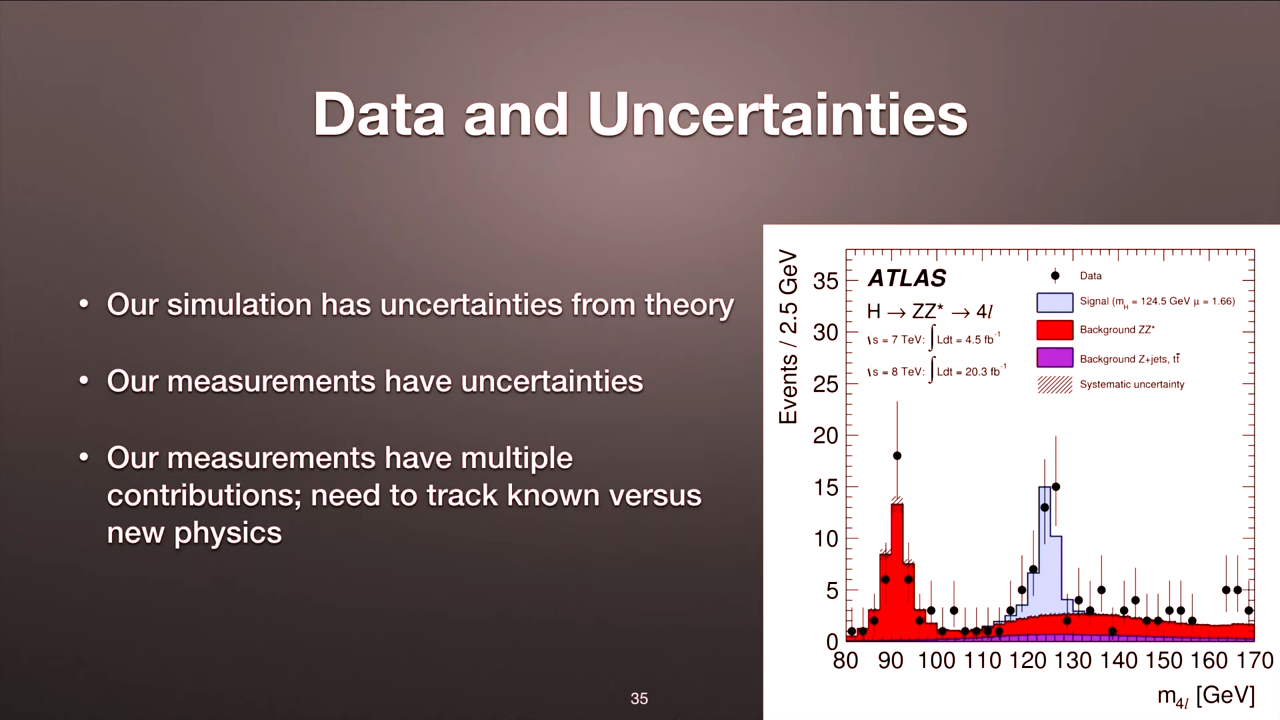 Data and Uncertainties
• Our simulation has uncertainties from theory
• Our measurements have uncertainties
• Our measurements have multiple
contributions; need to track known versus
new physics
Events / 2.5 GeV
35
30
25
20
15
10
5
0
ATLAS
H → ZZ* → 4l
√s = 7 TeV: ∫Ldt = 4.5 fb⁻¹
√s = 8 TeV: ∫Ldt = 20.3 fb⁻¹
Data
Signal (m_H = 124.5 GeV μ = 1.66)
Background ZZ*
Background Z+jets, tt̄
Systematic uncertainty
80 90 100 110 120 130 140 150 160 170
m_4l [GeV]
35